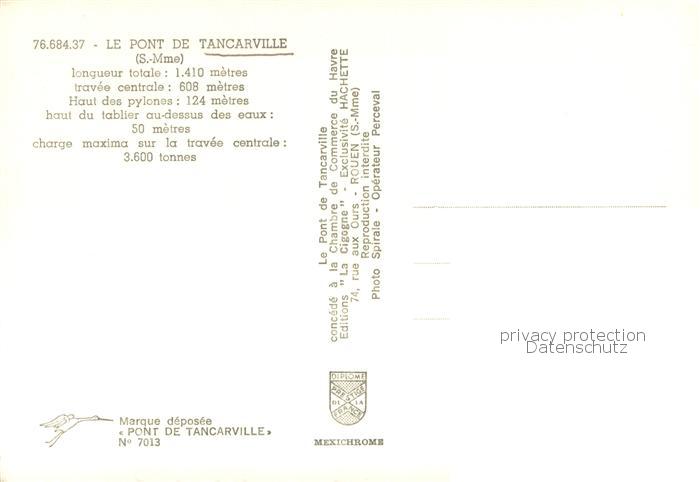 76.684.37 - LE PONT DE TANCARVILLE
(S.-Mme)
longueur totale : 1.410 mètres
travée centrale : 608 mètres
Haut des pylones : 124 mètres
haut du tablier au-dessus des eaux :
50 mètres
charge maxima sur la travée centrale :
3.600 tonnes
Le Pont de Tancarville
concédé à la Chambre de Commerce du Havre
Editions "La Cigogne" - Exclusivité HACHETTE
74, rue aux Ours - ROUEN (S.-Mme)
Reproduction interdite
Photo Spirale - Opérateur Perceval
privacy protection
Datenschutz
DIPLOME
PRESTIGE
DE LA
FRANCE
MEXICHROME
Marque déposée
« PONT DE TANCARVILLE »
N° 7013